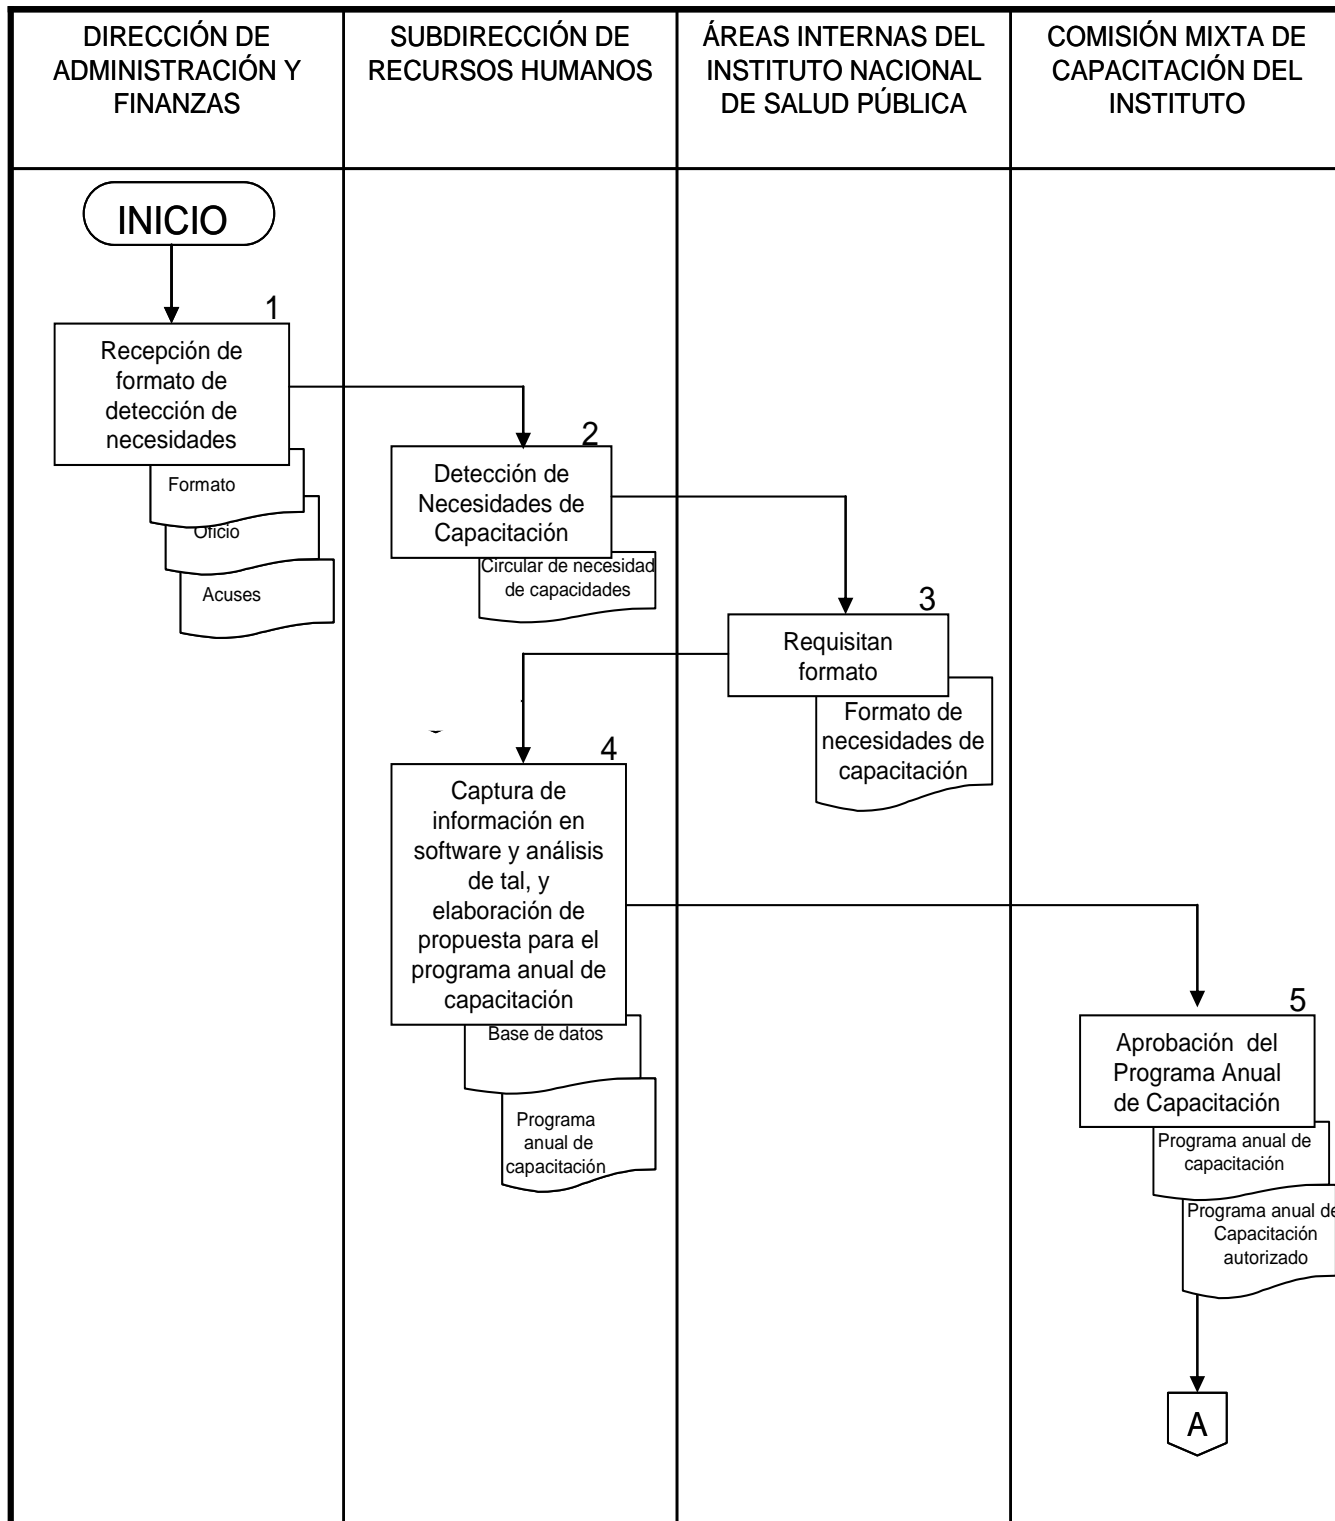 DIRECCIÓN DE
ADMINISTRACIÓN Y
FINANZAS
SUBDIRECCIÓN DE
RECURSOS HUMANOS
ÁREAS INTERNAS DEL
INSTITUTO NACIONAL
DE SALUD PÚBLICA
COMISIÓN MIXTA DE
CAPACITACIÓN DEL
INSTITUTO
INICIO
1
Recepción de
formato de
detección de
necesidades
Formato
Oficio
Acuses
2
Detección de
Necesidades de
Capacitación
Circular de necesidad
de capacidades
3
Requisitan
formato
Formato de
necesidades de
capacitación
4
Captura de
información en
software y análisis
de tal, y
elaboración de
propuesta para el
programa anual de
capacitación
Base de datos
Programa
anual de
capacitación
5
Aprobación del
Programa Anual
de Capacitación
Programa anual de
capacitación
Programa anual de
Capacitación
autorizado
A